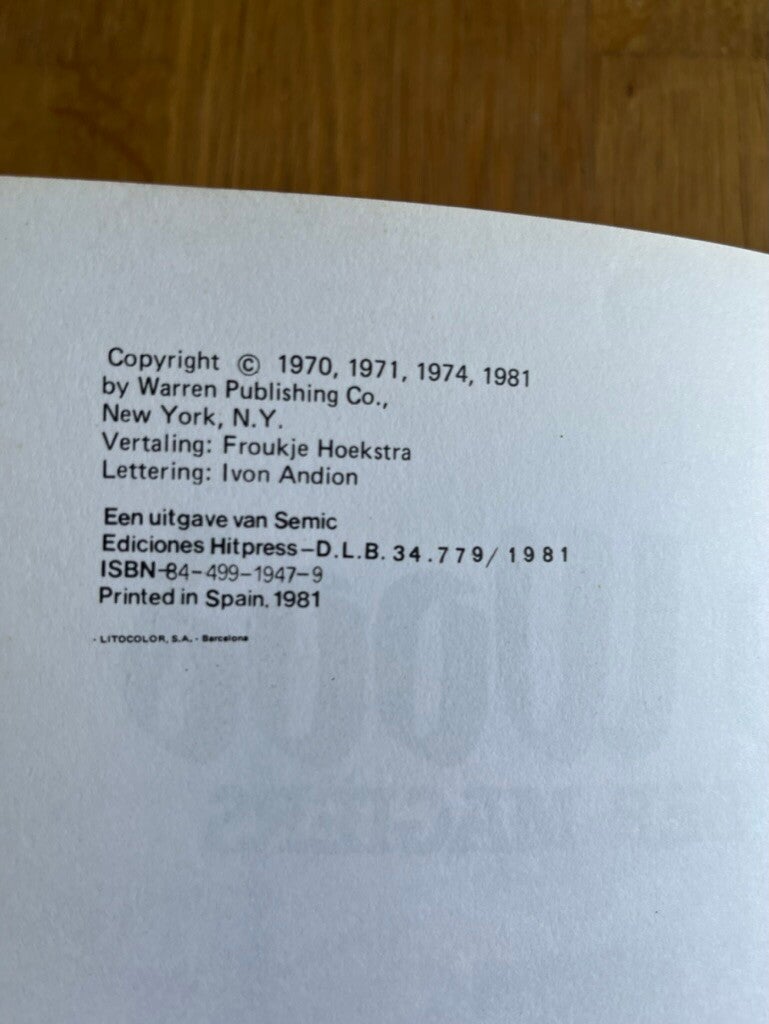 Copyright © 1970, 1971, 1974, 1981
by Warren Publishing Co.,
New York, N.Y.
Vertaling: Froukje Hoekstra
Lettering: Ivon Andion
Een uitgave van Semic
Ediciones Hitpress–D.L.B. 34.779/1981
ISBN-84-499-1947-9
Printed in Spain, 1981
- LITOCOLOR, S.A. - Barcelona